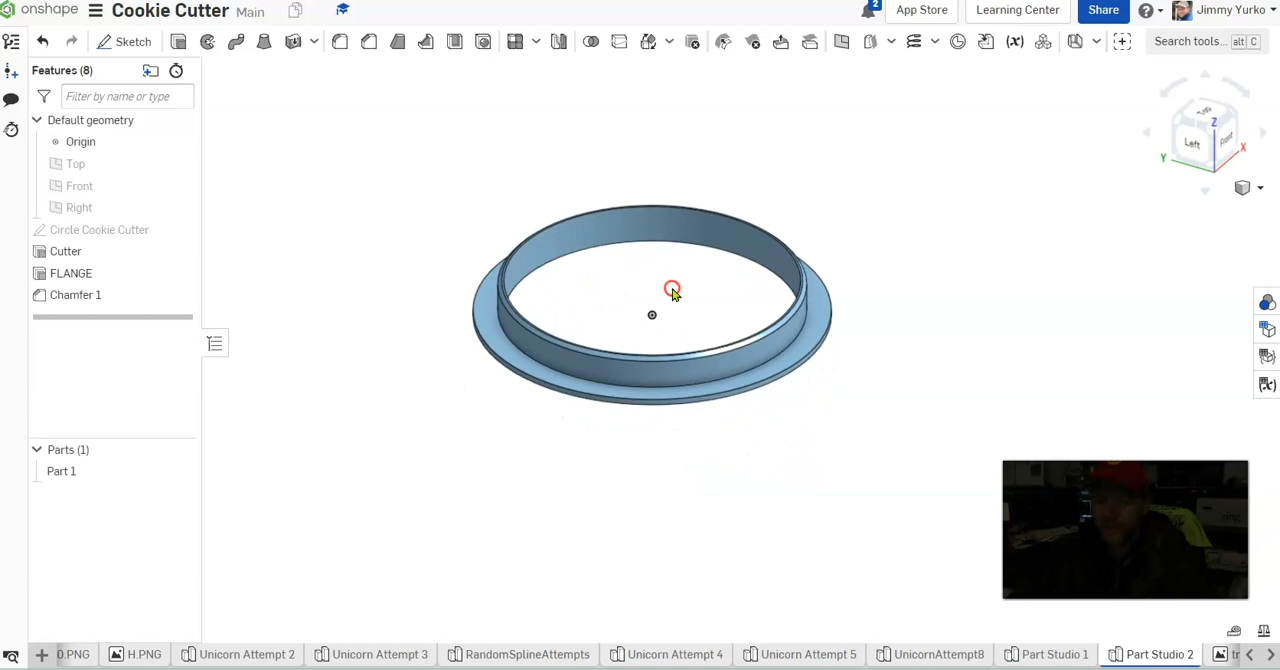 onshape Cookie Cutter Main 2 App Store Learning Center Share Jimmy Yurko
Sketch Search tools... alt C
Features (8)
Filter by name or type
Default geometry
Origin
Top
Front
Right
Circle Cookie Cutter
Cutter
FLANGE
Chamfer 1
Z
Left Front
Y X
Parts (1)
Part 1
0.PNG H.PNG Unicorn Attempt 2 Unicorn Attempt 3 RandomSplineAttempts Unicorn Attempt 4 Unicorn Attempt 5 UnicornAttempt8 Part Studio 1 Part Studio 2 tr